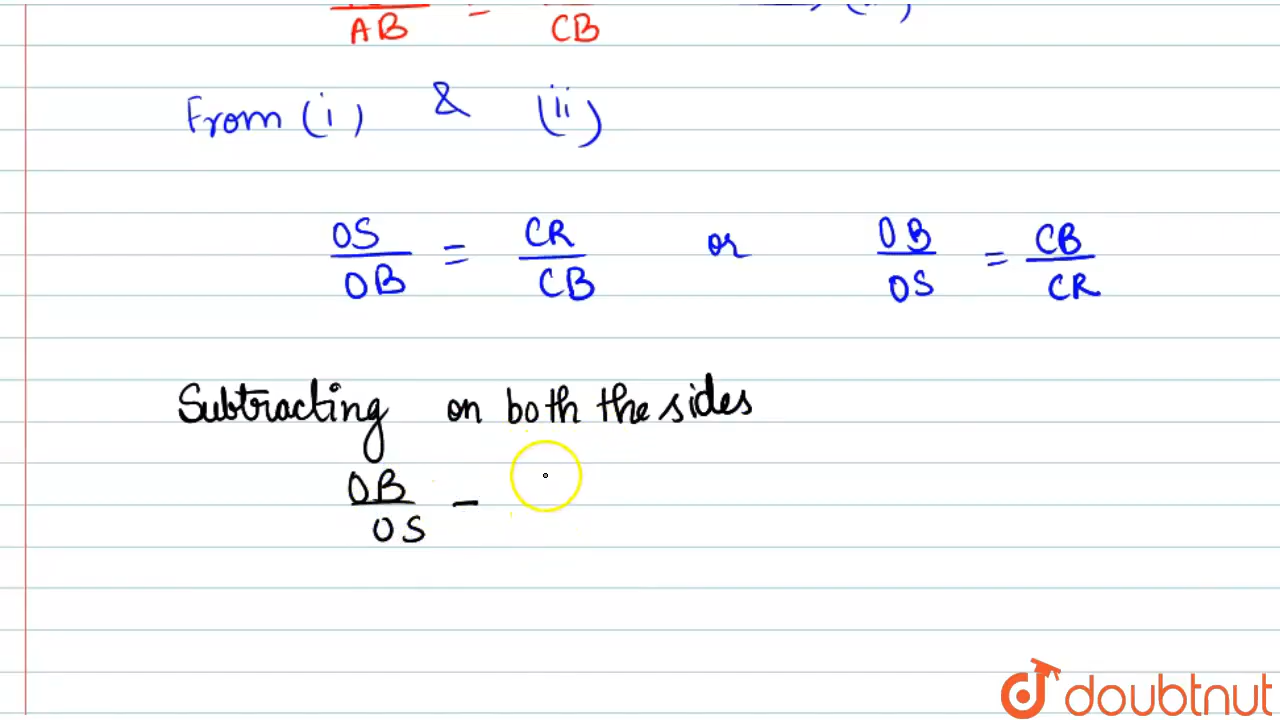 AB = CB
From (i) & (ii)
OS/OB = CR/CB or OB/OS = CB/CR
Subtracting on both the sides
OB/OS -
doubtnut